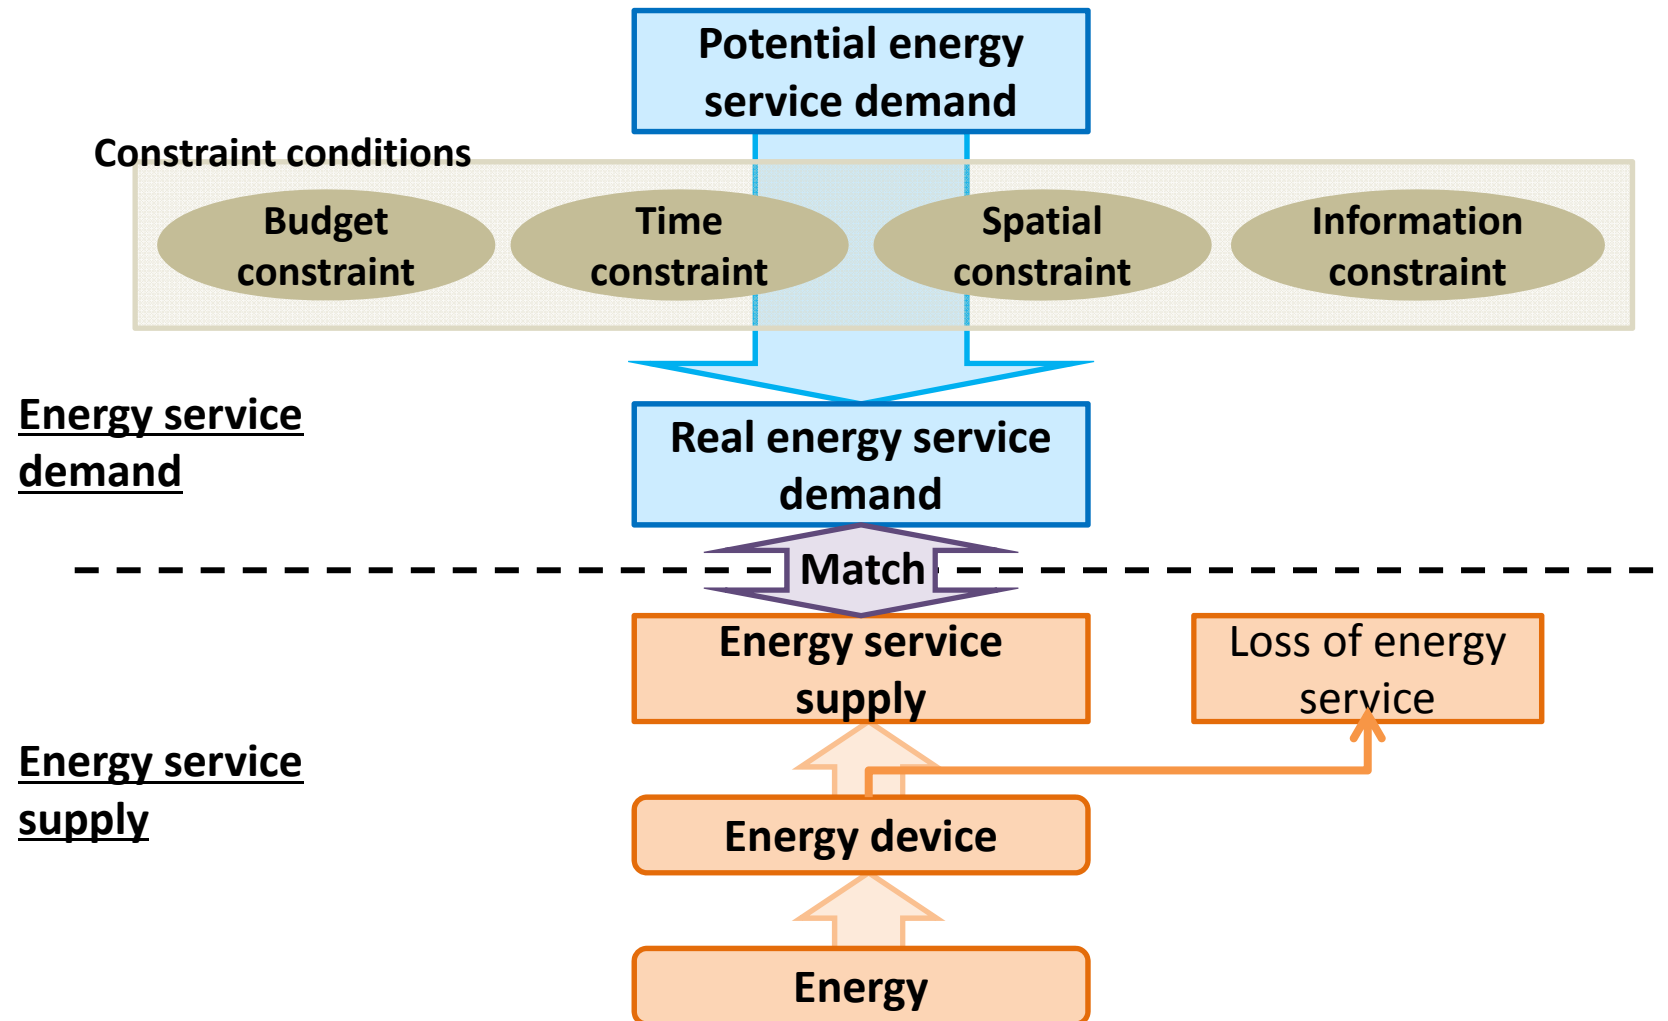 Potential energy
service demand
Constraint conditions
Budget
constraint
Time
constraint
Spatial
constraint
Information
constraint
Energy service
demand
Real energy service
demand
Match
Energy service
supply
Loss of energy
service
Energy service
supply
Energy device
Energy